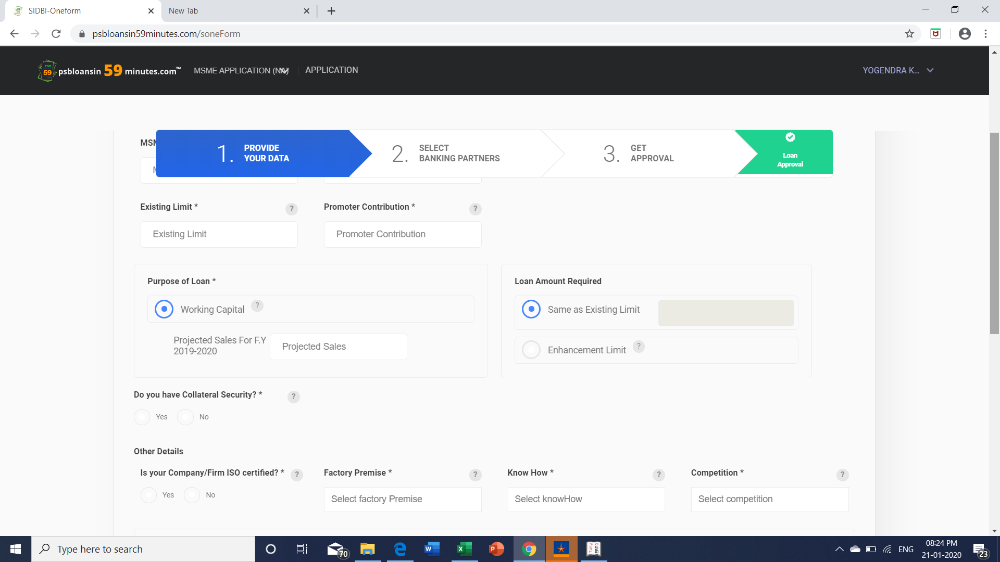 SIDBI-Oneform
New Tab
psbloansin59minutes.com/soneForm
psbloansin 59 minutes.com™
PSB
59
MSME APPLICATION
APPLICATION
YOGENDRA K...
1. PROVIDE
YOUR DATA
2. SELECT
BANKING PARTNERS
3. GET
APPROVAL
Loan
Approval
Existing Limit * ?
Promoter Contribution * ?
Existing Limit
Promoter Contribution
Purpose of Loan *
Loan Amount Required
Working Capital ?
Same as Existing Limit
Projected Sales For F.Y
2019-2020
Projected Sales
Enhancement Limit ?
Do you have Collateral Security? * ?
Yes
No
Other Details
Is your Company/Firm ISO certified? * ?
Factory Premise * ?
Know How * ?
Competition * ?
Yes
No
Select factory Premise
Select knowHow
Select competition
Type here to search
70
ENG
08:24 PM
21-01-2020
23